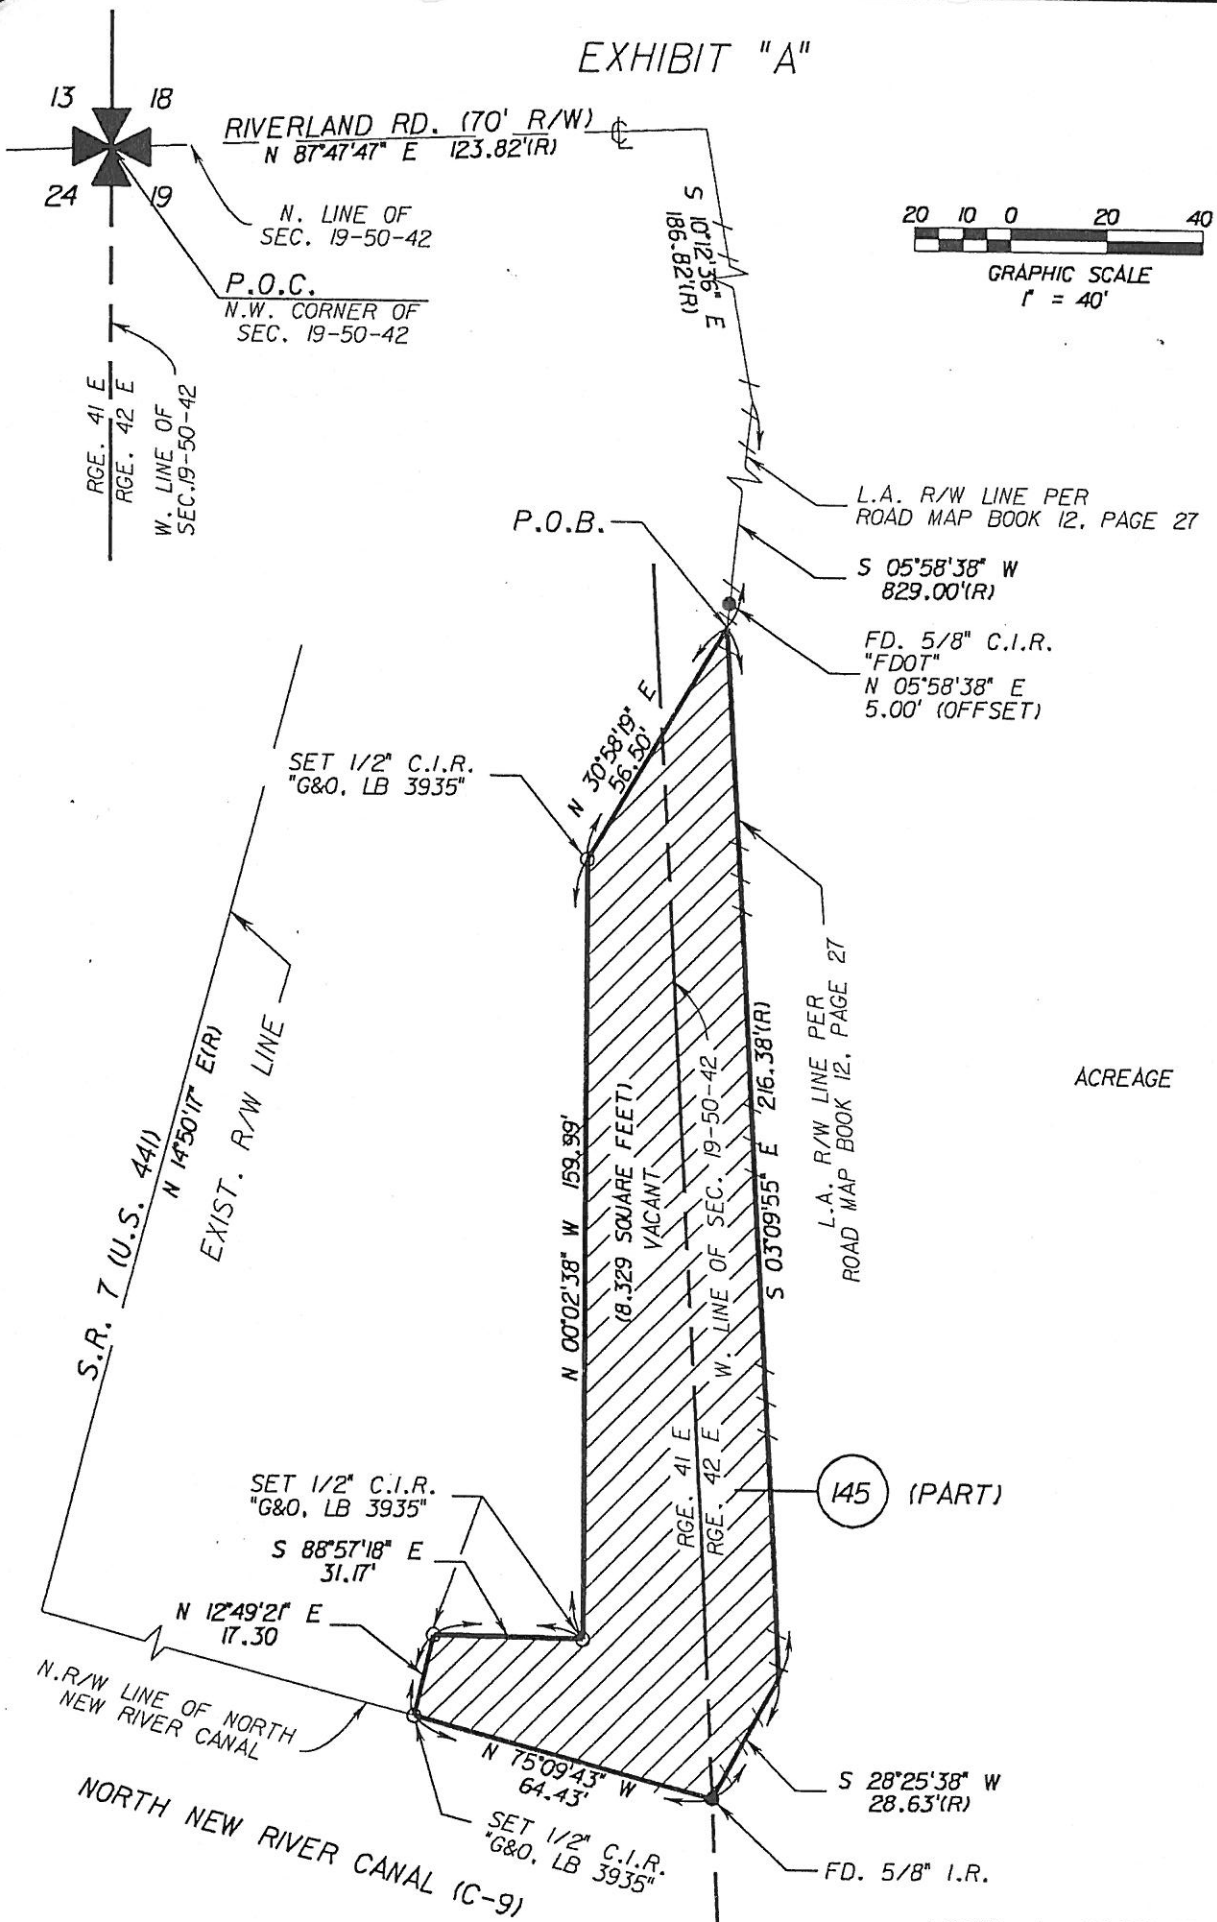 EXHIBIT "A"
13 18
24 19
RIVERLAND RD. (70' R/W) ℄
N 87°47'47" E 123.82'(R)
N. LINE OF
SEC. 19-50-42
P.O.C.
N.W. CORNER OF
SEC. 19-50-42
RGE. 41 E
RGE. 42 E
W. LINE OF
SEC.19-50-42
S 10°12'36" E
186.82'(R)
20 10 0 20 40
GRAPHIC SCALE
1" = 40'
L.A. R/W LINE PER
ROAD MAP BOOK 12, PAGE 27
P.O.B.
S 05°58'38" W
829.00'(R)
FD. 5/8" C.I.R.
"FDOT"
N 05°58'38" E
5.00' (OFFSET)
N 30°58'19" E
56.50'
SET 1/2" C.I.R.
"G&O, LB 3935"
S.R. 7 (U.S. 441)
N 14°50'17" E(R)
EXIST. R/W LINE
N 00°02'38" W 159.99'
(8,329 SQUARE FEET)
VACANT
RGE. 41 E
RGE. 42 E
W. LINE OF SEC. 19-50-42
S 03°09'55" E 216.38'(R)
L.A. R/W LINE PER
ROAD MAP BOOK 12, PAGE 27
ACREAGE
145 (PART)
SET 1/2" C.I.R.
"G&O, LB 3935"
S 88°57'18" E
31.17'
N 12°49'21" E
17.30
N.R/W LINE OF NORTH
NEW RIVER CANAL
N 75°09'43" W
64.43'
S 28°25'38" W
28.63'(R)
SET 1/2" C.I.R.
"G&O, LB 3935"
FD. 5/8" I.R.
NORTH NEW RIVER CANAL (C-9)